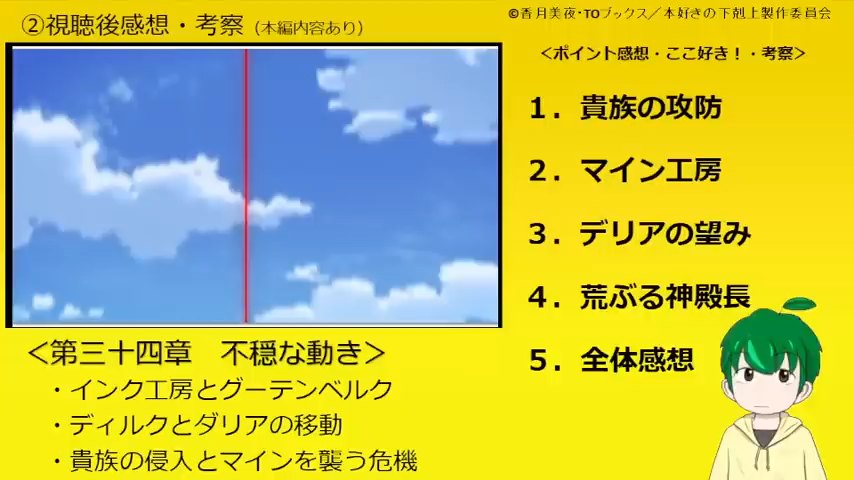 ②視聴後感想・考察 (本編内容あり)
©香月美夜・TOブックス／本好きの下剋上製作委員会
＜ポイント感想・ここ好き！・考察＞
１．貴族の攻防
２．マイン工房
３．デリアの望み
４．荒ぶる神殿長
５．全体感想
＜第三十四章　不穏な動き＞
・インク工房とグーテンベルク
・ディルクとダリアの移動
・貴族の侵入とマインを襲う危機